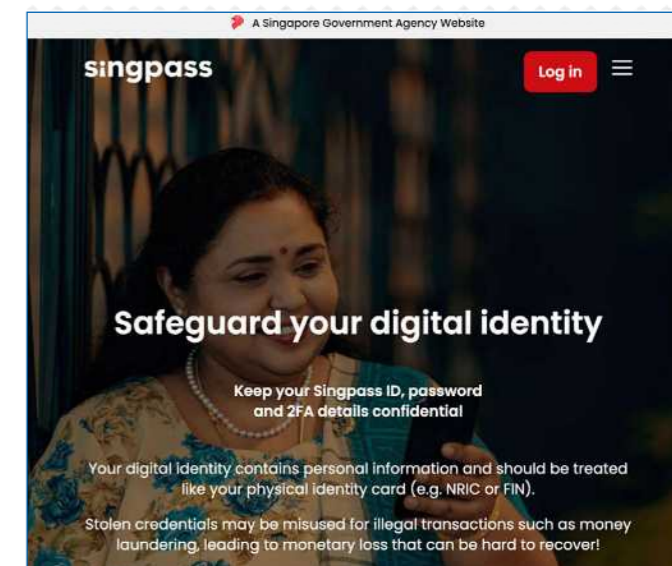 A Singapore Government Agency Website
singpass
Log in
Safeguard your digital identity
Keep your Singpass ID, password
and 2FA details confidential
Your digital identity contains personal information and should be treated
like your physical identity card (e.g. NRIC or FIN).
Stolen credentials may be misused for illegal transactions such as money
laundering, leading to monetary loss that can be hard to recover!